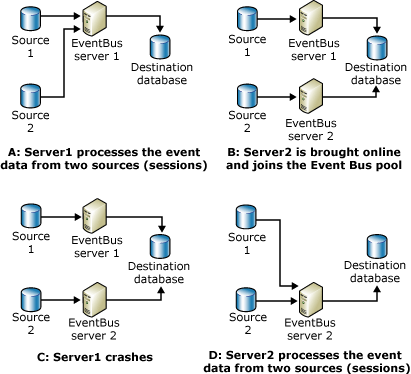 Source
1
EventBus
server 1
Destination
database
Source
2
A: Server1 processes the event
data from two sources (sessions)
Source
1
EventBus
server 1
Destination
database
Source
2
EventBus
server 2
B: Server2 is brought online
and joins the Event Bus pool
Source
1
EventBus
server 1
Destination
database
Source
2
EventBus
server 2
C: Server1 crashes
Source
1
Destination
database
Source
2
EventBus
server 2
D: Server2 processes the event
data from two sources (sessions)